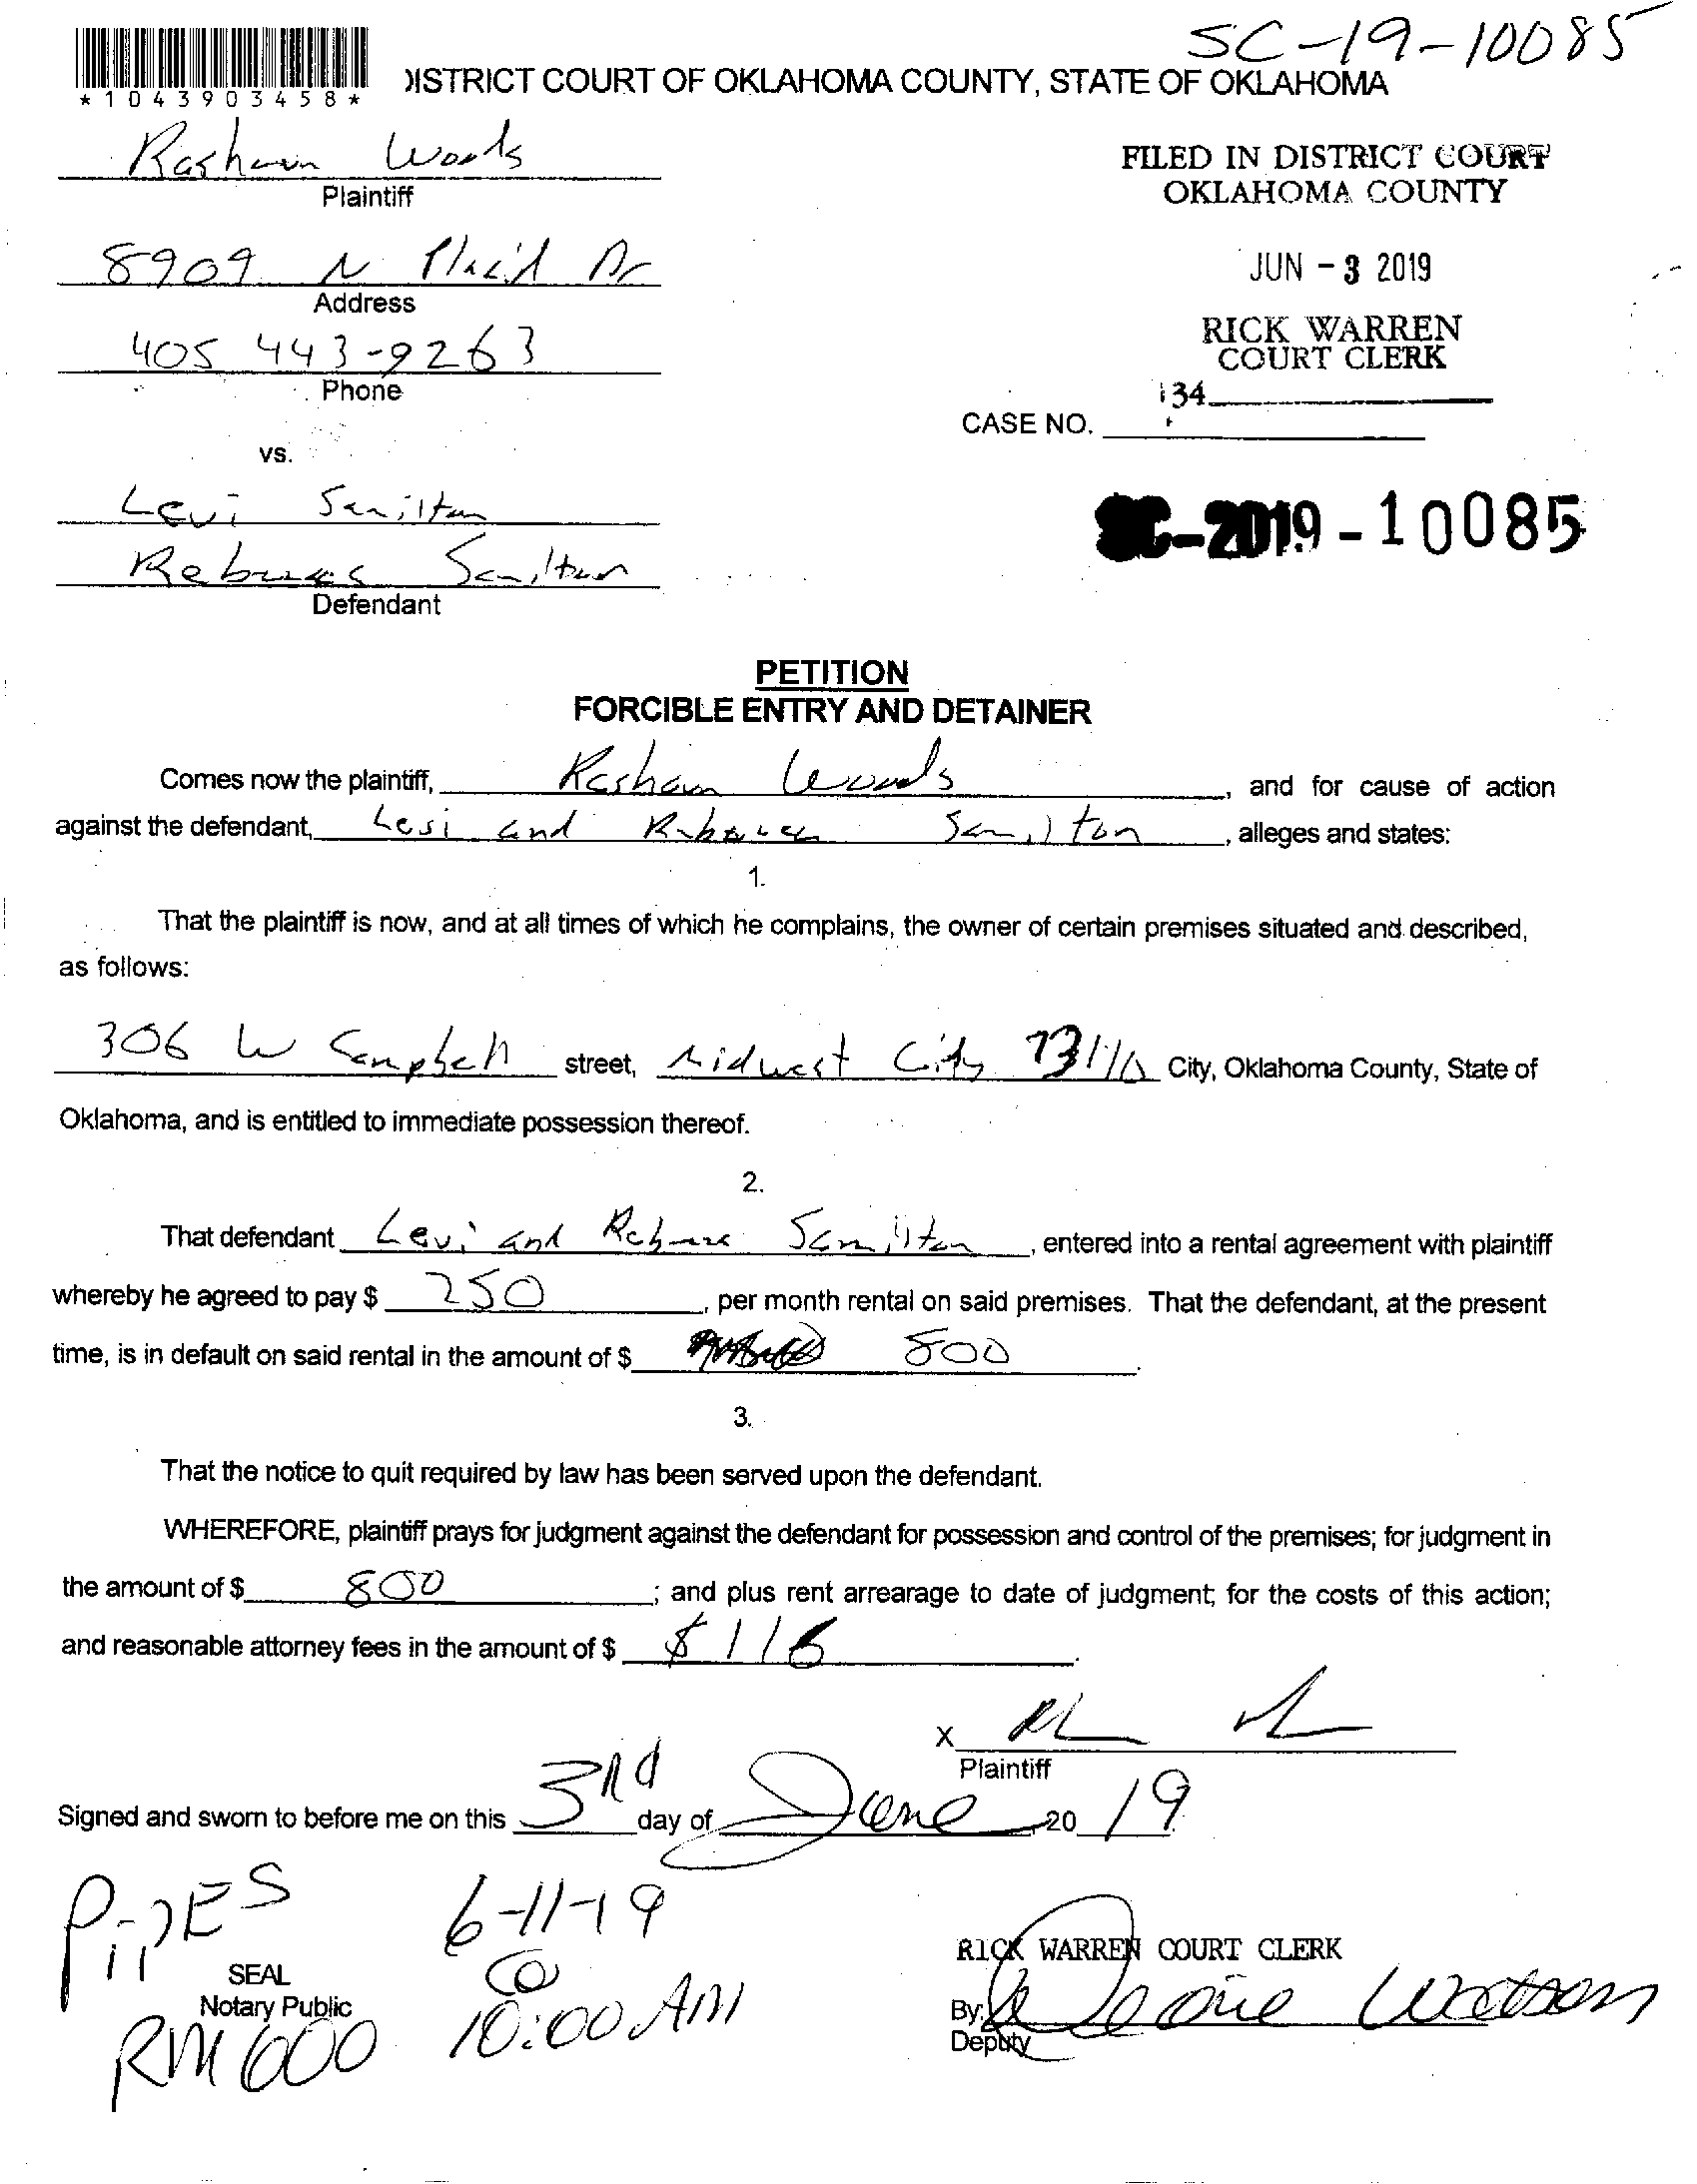 SC-19-10085
*1043903458*
DISTRICT COURT OF OKLAHOMA COUNTY, STATE OF OKLAHOMA
Rashaun Woods
Plaintiff
FILED IN DISTRICT COURT
OKLAHOMA COUNTY
8909 N Placid Dr
Address
JUN - 3 2019
405 443-9263
Phone
RICK WARREN
COURT CLERK
34
CASE NO.
vs.
Levi Samilton
SC-2019-10085
Samilton
Defendant
PETITION
FORCIBLE ENTRY AND DETAINER
Comes now the plaintiff, Rashaun Woods, and for cause of action
against the defendant, Levi and Samilton, alleges and states:
1.
That the plaintiff is now, and at all times of which he complains, the owner of certain premises situated and described,
as follows:
306 W Campbell street, Midwest City 73110 City, Oklahoma County, State of
Oklahoma, and is entitled to immediate possession thereof.
2.
That defendant Levi and Samilton, entered into a rental agreement with plaintiff
whereby he agreed to pay $ 250, per month rental on said premises. That the defendant, at the present
time, is in default on said rental in the amount of $ 800.
3.
That the notice to quit required by law has been served upon the defendant.
WHEREFORE, plaintiff prays for judgment against the defendant for possession and control of the premises; for judgment in
the amount of $ 800; and plus rent arrearage to date of judgment; for the costs of this action;
and reasonable attorney fees in the amount of $ $116.
X
Plaintiff
Signed and sworn to before me on this 3rd day of June, 20 19.
PIPES 6-11-19
SEAL @
Notary Public 10:00 AM
RM 600
RICK WARREN COURT CLERK
By: Watson
Deputy